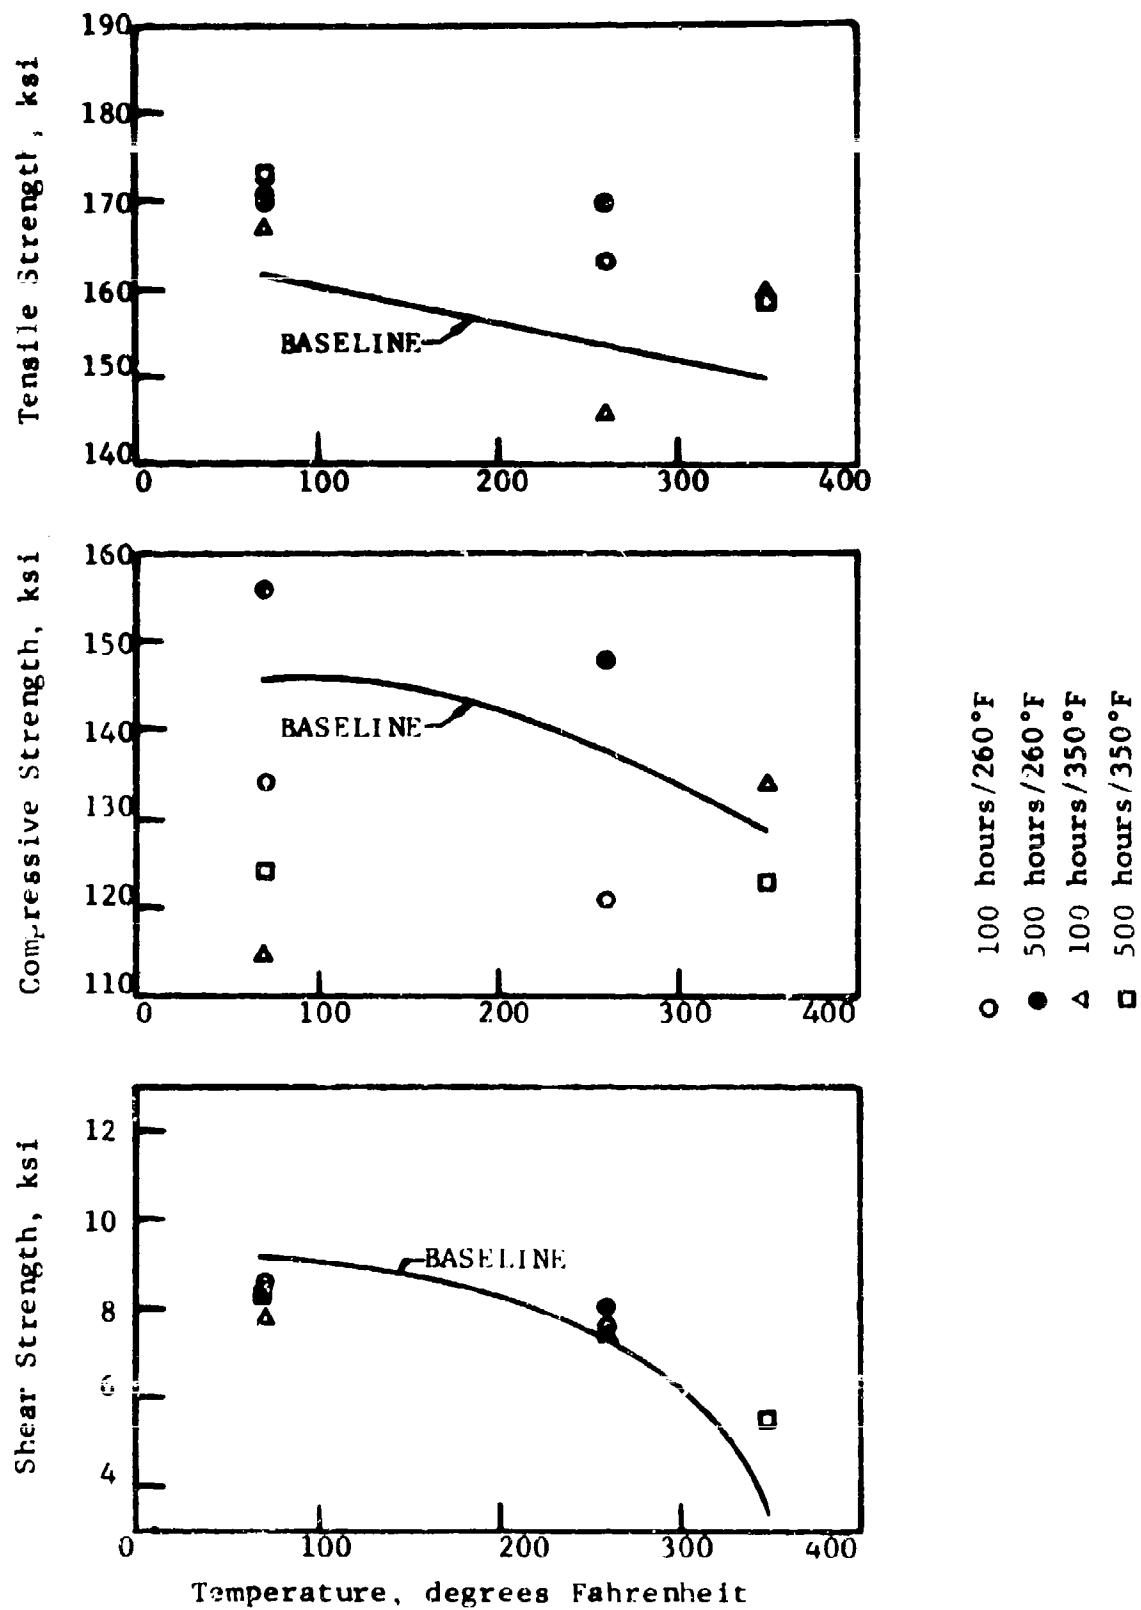 Tensile Strength, ksi
190
180
170
160
150
140
BASELINE
0 100 200 300 400
Compressive Strength, ksi
160
150
140
130
120
110
BASELINE
0 100 200 300 400
Shear Strength, ksi
12
10
8
6
4
BASELINE
0 100 200 300 400
Temperature, degrees Fahrenheit
100 hours/260°F
500 hours/260°F
100 hours/350°F
500 hours/350°F